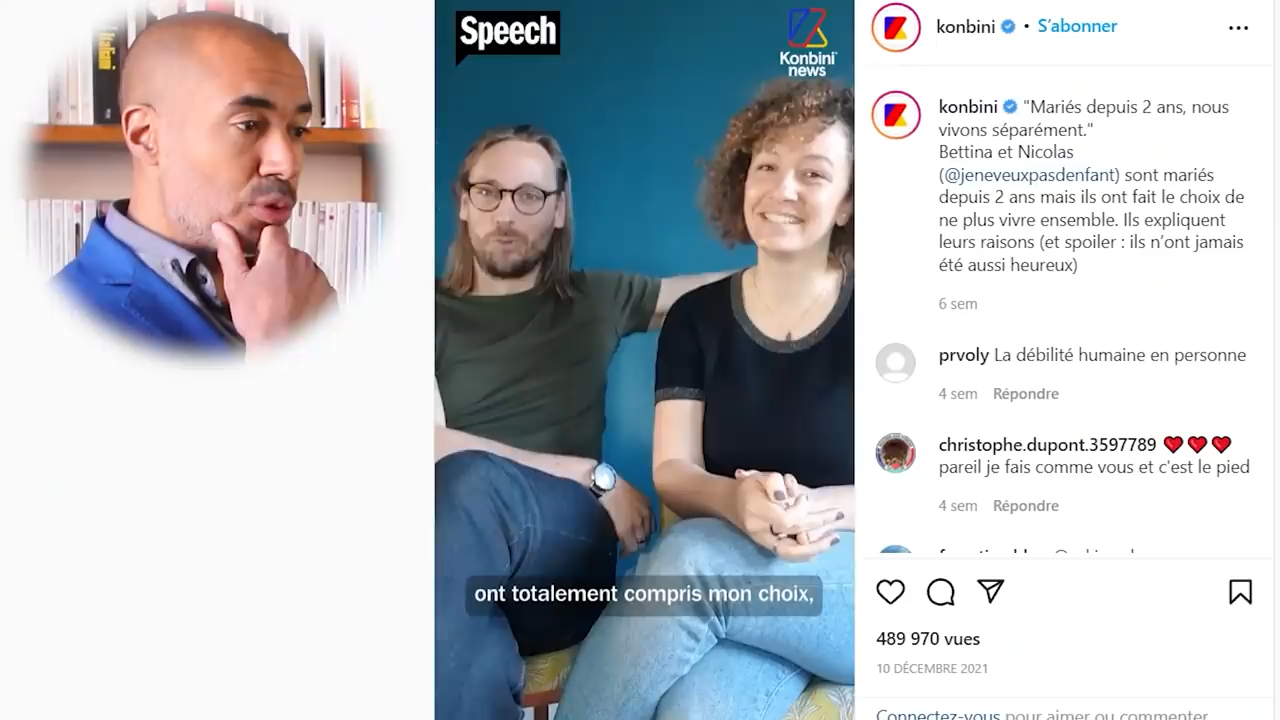 Italiani
Speech
Konbini
news
ont totalement compris mon choix,
konbini • S'abonner
konbini "Mariés depuis 2 ans, nous
vivons séparément."
Bettina et Nicolas
(@jeneveuxpasdenfant) sont mariés
depuis 2 ans mais ils ont fait le choix de
ne plus vivre ensemble. Ils expliquent
leurs raisons (et spoiler : ils n'ont jamais
été aussi heureux)
6 sem
prvoly La débilité humaine en personne
4 sem Répondre
christophe.dupont.3597789 ❤️❤️❤️
pareil je fais comme vous et c'est le pied
4 sem Répondre
489 970 vues
10 DÉCEMBRE 2021
Connectez-vous pour aimer ou commenter